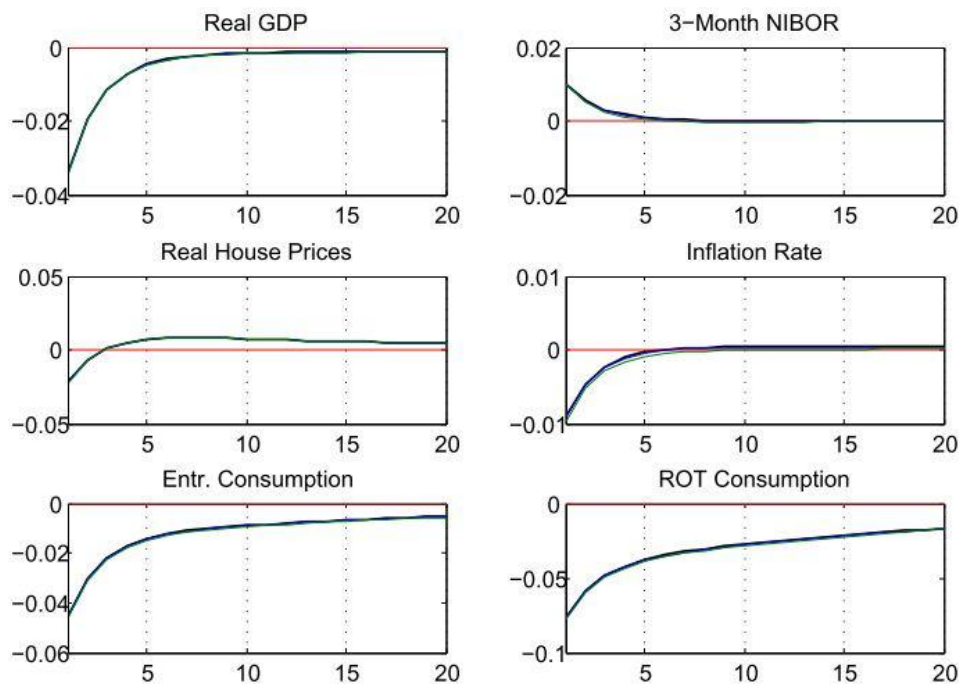 Real GDP
0
−0.02
−0.04
5 10 15 20
3−Month NIBOR
0.02
0
−0.02
5 10 15 20
Real House Prices
0.05
0
−0.05
5 10 15 20
Inflation Rate
0.01
0
−0.01
5 10 15 20
Entr. Consumption
0
−0.02
−0.04
−0.06
5 10 15 20
ROT Consumption
0
−0.05
−0.1
5 10 15 20